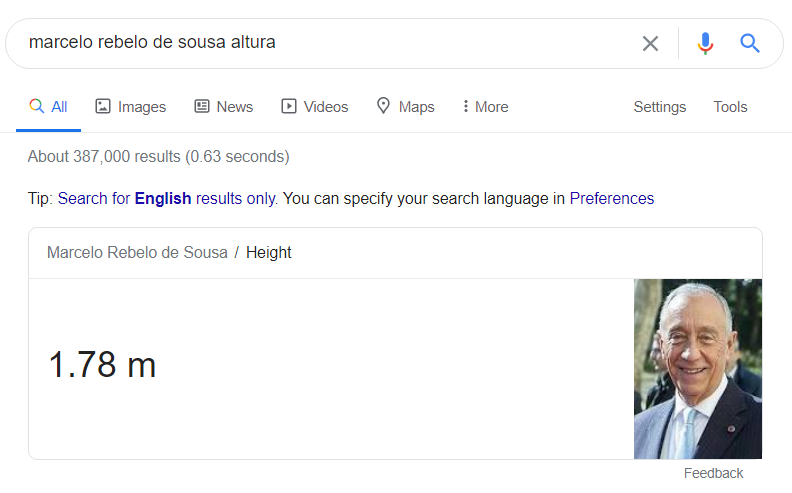 marcelo rebelo de sousa altura
All Images News Videos Maps More Settings Tools
About 387,000 results (0.63 seconds)
Tip: Search for English results only. You can specify your search language in Preferences
Marcelo Rebelo de Sousa / Height
1.78 m
Feedback